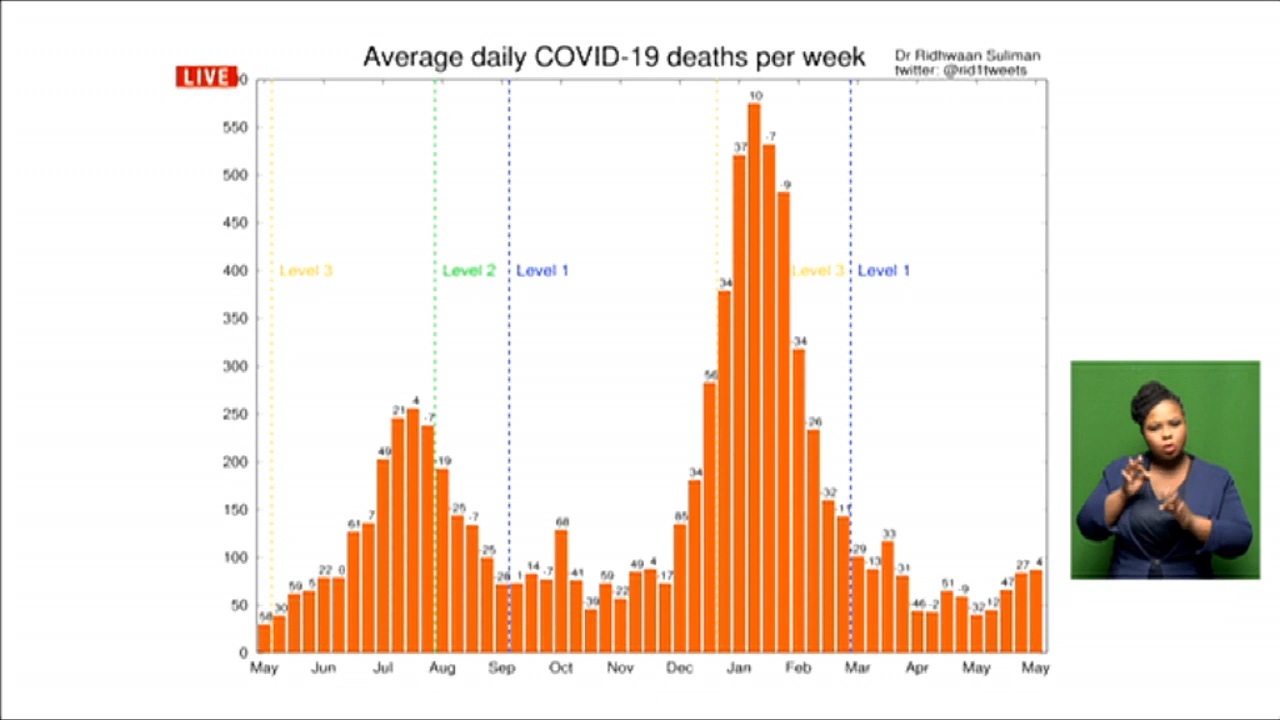 Average daily COVID-19 deaths per week
Dr Ridhwaan Suliman
twitter: @rid1tweets
LIVE
0
550
500
450
400
350
300
250
200
150
100
50
0
Level 3
Level 2
Level 1
Level 3
Level 1
58 30 59 5 22 0 61 7 49 21 4 -7 -19 -25 -7 -25 -28 1 14 -7 68 -41 -39 59 -22 49 4 -17 85 34 56 34 37 10 -7 -9 -34 -26 -32 -11 -29 -13 33 -31 -46 -2 51 -9 -32 12 47 27 4
May Jun Jul Aug Sep Oct Nov Dec Jan Feb Mar Apr May May